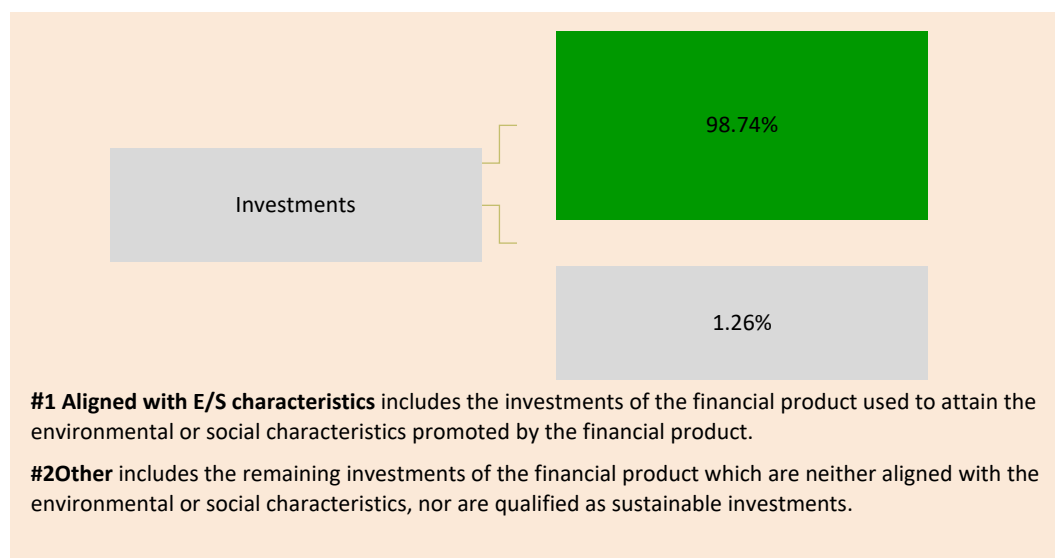 98.74%
Investments
1.26%
#1 Aligned with E/S characteristics includes the investments of the financial product used to attain the
environmental or social characteristics promoted by the financial product.
#2Other includes the remaining investments of the financial product which are neither aligned with the
environmental or social characteristics, nor are qualified as sustainable investments.